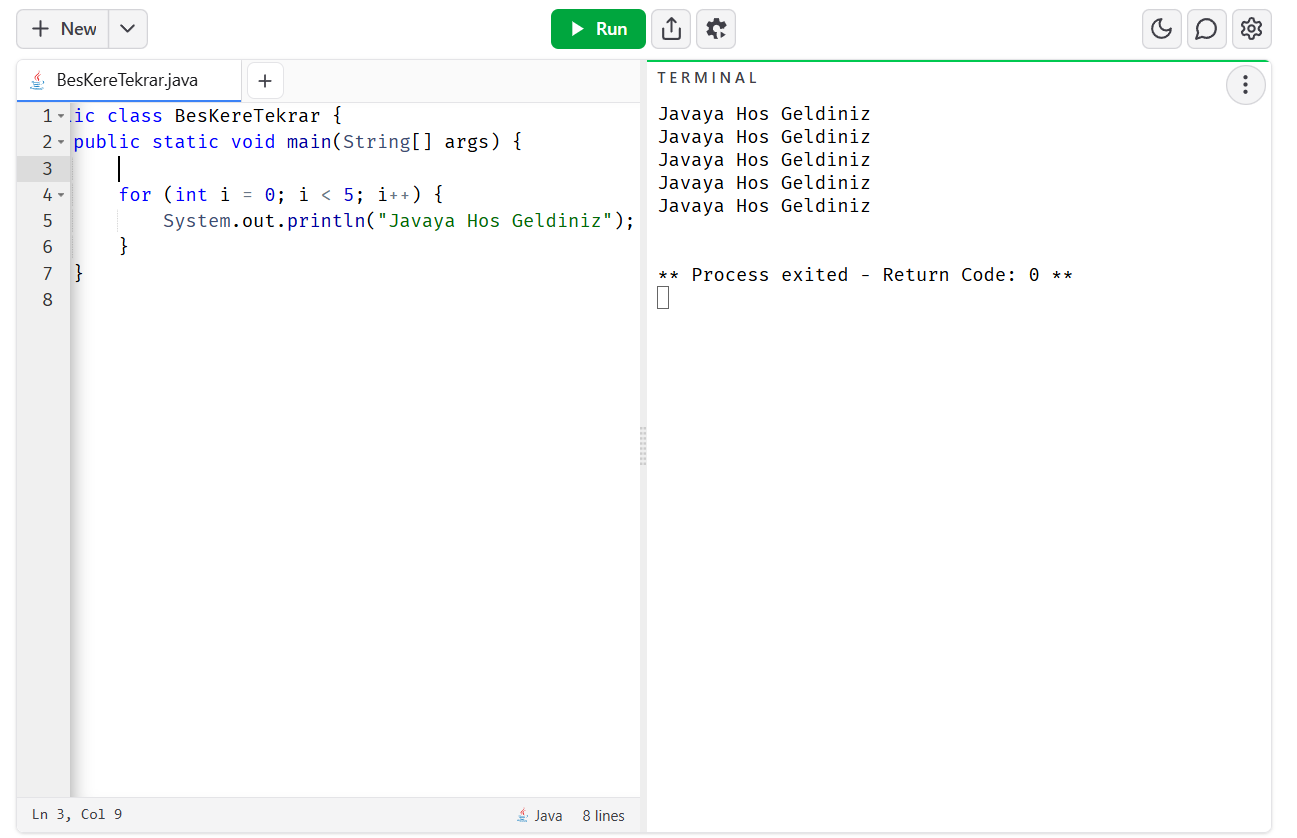 New
Run
BesKereTekrar.java
TERMINAL
1 ic class BesKereTekrar {
2 public static void main(String[] args) {
3
4 for (int i = 0; i < 5; i++) {
5 System.out.println("Javaya Hos Geldiniz");
6 }
7 }
8
Javaya Hos Geldiniz
Javaya Hos Geldiniz
Javaya Hos Geldiniz
Javaya Hos Geldiniz
Javaya Hos Geldiniz
** Process exited - Return Code: 0 **
Ln 3, Col 9
Java
8 lines